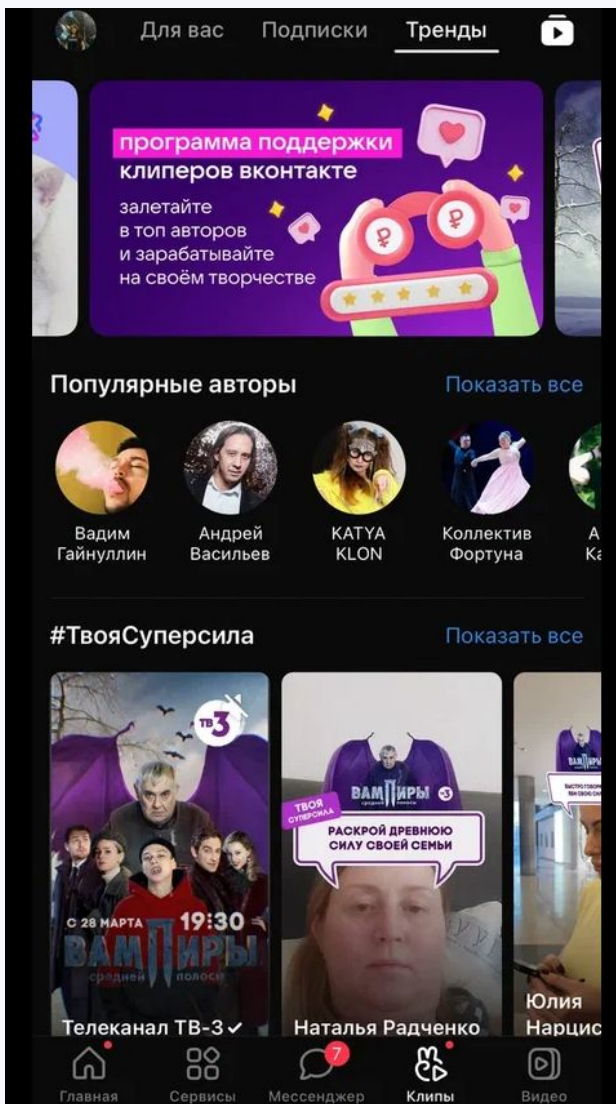 Для вас Подписки Тренды
программа поддержки
клиперов вконтакте
залетайте
в топ авторов
и зарабатывайте
на своём творчестве
Популярные авторы Показать все
Вадим
Гайнуллин
Андрей
Васильев
KATYA
KLON
Коллектив
Фортуна
А
Ка
#ТвояСуперсила Показать все
ТВ3
С 28 МАРТА 19:30
ВАМПИРЫ
средней полосы
Телеканал ТВ-3
ВАМПИРЫ
средней полосы
ТВОЯ
СУПЕРСИЛА
РАСКРОЙ ДРЕВНЮЮ
СИЛУ СВОЕЙ СЕМЬИ
Наталья Радченко
ВАМПИРЫ
Юлия
Нарцис
7
Главная Сервисы Мессенджер Клипы Видео